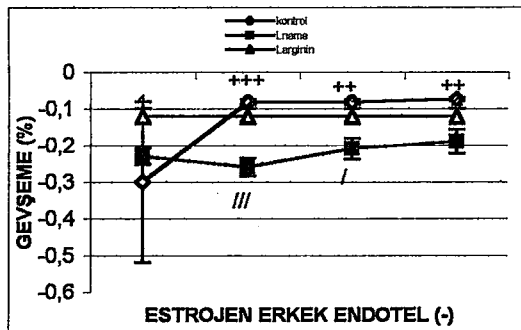 kontrol
Lname
Larginin
GEVŞEME (%)
0
-0,1
-0,2
-0,3
-0,4
-0,5
-0,6
+++
++
++
///
/
ESTROJEN ERKEK ENDOTEL (-)